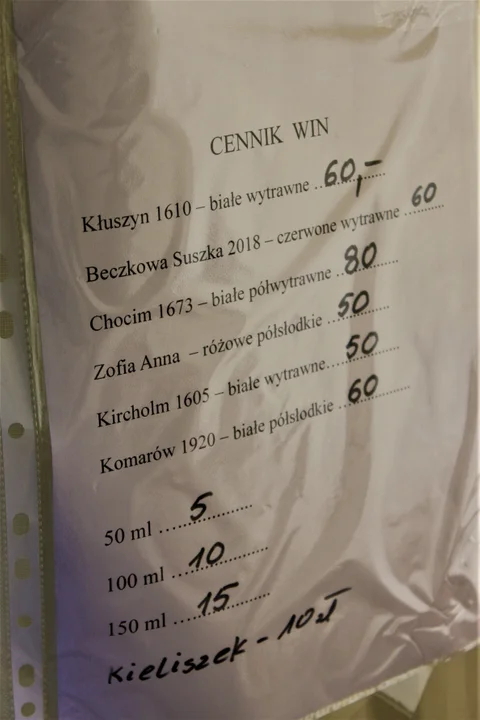 CENNIK WIN
Kłuszyn 1610 – białe wytrawne ..60,-......
Beczkowa Suszka 2018 – czerwone wytrawne ..60......
Chocim 1673 – białe półwytrawne ..80......
Zofia Anna – różowe półsłodkie ..50......
Kircholm 1605 – białe wytrawne...50......
Komarów 1920 – białe półsłodkie ..60......
50 ml ......5..........
100 ml ...10..........
150 ml .....15.........
Kieliszek - 10 zł